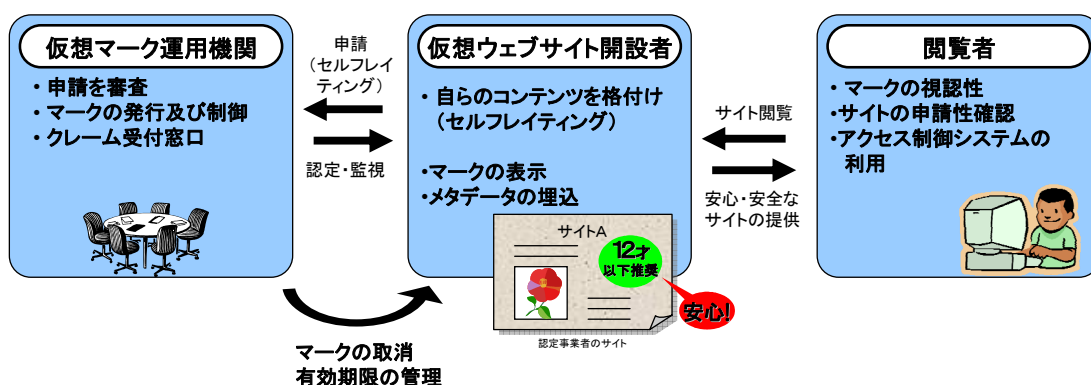 仮想マーク運用機関
・ 申請を審査
・ マークの発行及び制御
・ クレーム受付窓口
申請
(セルフレイ
ティング)
認定・監視
仮想ウェブサイト開設者
・ 自らのコンテンツを格付け
(セルフレイティング)
・マークの表示
・メタデータの埋込
サイトA
12才
以下推奨
安心!
認定事業者のサイト
サイト閲覧
安心・安全な
サイトの提供
閲覧者
・ マークの視認性
・サイトの申請性確認
・アクセス制御システムの
利用
マークの取消
有効期限の管理